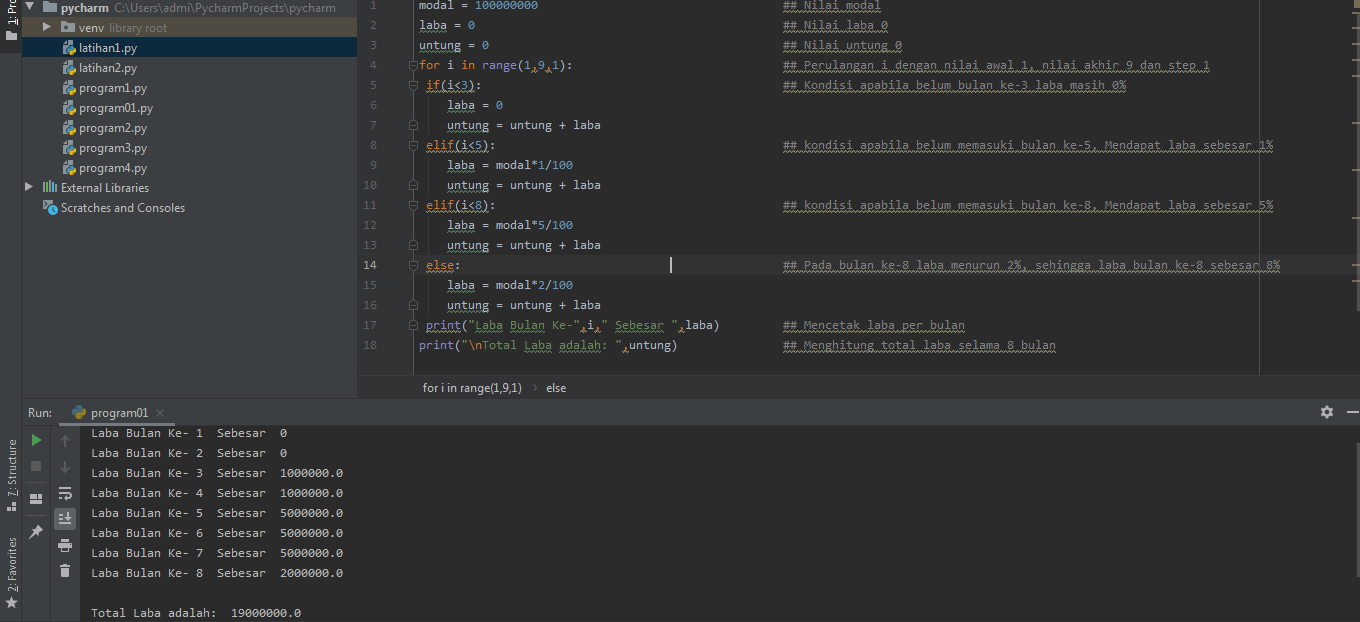 1: Pro
pycharm C:\Users\admi\PycharmProjects\pycharm
venv library root
latihan1.py
latihan2.py
program1.py
program01.py
program2.py
program3.py
program4.py
External Libraries
Scratches and Consoles
1 modal = 100000000 ## Nilai modal
2 laba = 0 ## Nilai laba 0
3 untung = 0 ## Nilai untung 0
4 for i in range(1,9,1): ## Perulangan i dengan nilai awal 1, nilai akhir 9 dan step 1
5 if(i<3): ## Kondisi apabila belum bulan ke-3 laba masih 0%
6 laba = 0
7 untung = untung + laba
8 elif(i<5): ## kondisi apabila belum memasuki bulan ke-5, Mendapat laba sebesar 1%
9 laba = modal*1/100
10 untung = untung + laba
11 elif(i<8): ## kondisi apabila belum memasuki bulan ke-8, Mendapat laba sebesar 5%
12 laba = modal*5/100
13 untung = untung + laba
14 else: ## Pada bulan ke-8 laba menurun 2%, sehingga laba bulan ke-8 sebesar 8%
15 laba = modal*2/100
16 untung = untung + laba
17 print("Laba Bulan Ke-",i," Sebesar ",laba) ## Mencetak laba per bulan
18 print("\nTotal Laba adalah: ",untung) ## Menghitung total laba selama 8 bulan
for i in range(1,9,1) › else
Run: program01
Laba Bulan Ke- 1  Sebesar  0
Laba Bulan Ke- 2  Sebesar  0
Laba Bulan Ke- 3  Sebesar  1000000.0
Laba Bulan Ke- 4  Sebesar  1000000.0
Laba Bulan Ke- 5  Sebesar  5000000.0
Laba Bulan Ke- 6  Sebesar  5000000.0
Laba Bulan Ke- 7  Sebesar  5000000.0
Laba Bulan Ke- 8  Sebesar  2000000.0
Total Laba adalah:  19000000.0
7: Structure
2: Favorites